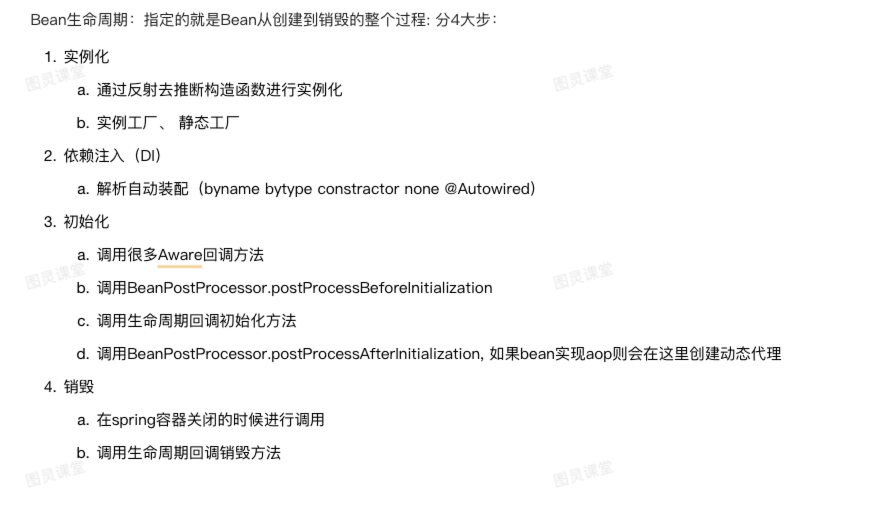 Bean生命周期：指定的就是Bean从创建到销毁的整个过程: 分4大步：
1. 实例化
a. 通过反射去推断构造函数进行实例化
b. 实例工厂、 静态工厂
2. 依赖注入（DI）
a. 解析自动装配（byname bytype constractor none @Autowired）
3. 初始化
a. 调用很多Aware回调方法
b. 调用BeanPostProcessor.postProcessBeforeInitialization
c. 调用生命周期回调初始化方法
d. 调用BeanPostProcessor.postProcessAfterInitialization, 如果bean实现aop则会在这里创建动态代理
4. 销毁
a. 在spring容器关闭的时候进行调用
b. 调用生命周期回调销毁方法
图灵课堂
图灵课堂
图灵课堂
图灵课堂
图灵课堂
图灵课堂